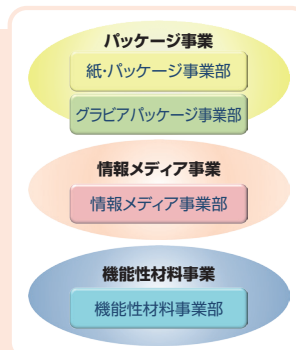 パッケージ事業
紙・パッケージ事業部
グラビアパッケージ事業部
情報メディア事業
情報メディア事業部
機能性材料事業
機能性材料事業部